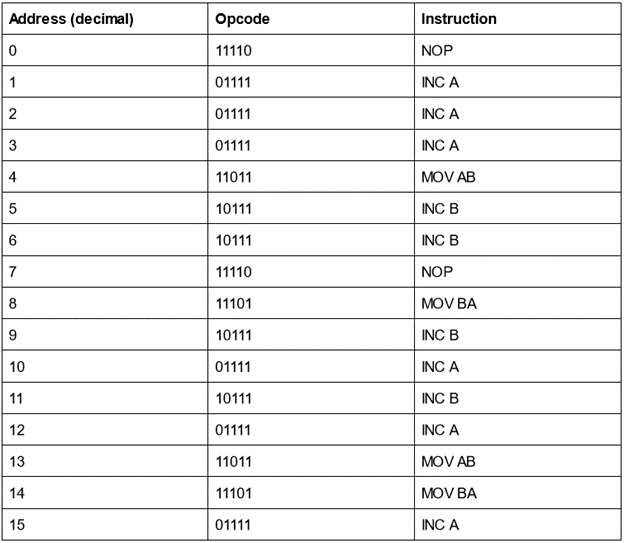 Address (decimal) Opcode Instruction
0 11110 NOP
1 01111 INC A
2 01111 INC A
3 01111 INC A
4 11011 MOV AB
5 10111 INC B
6 10111 INC B
7 11110 NOP
8 11101 MOV BA
9 10111 INC B
10 01111 INC A
11 10111 INC B
12 01111 INC A
13 11011 MOV AB
14 11101 MOV BA
15 01111 INC A